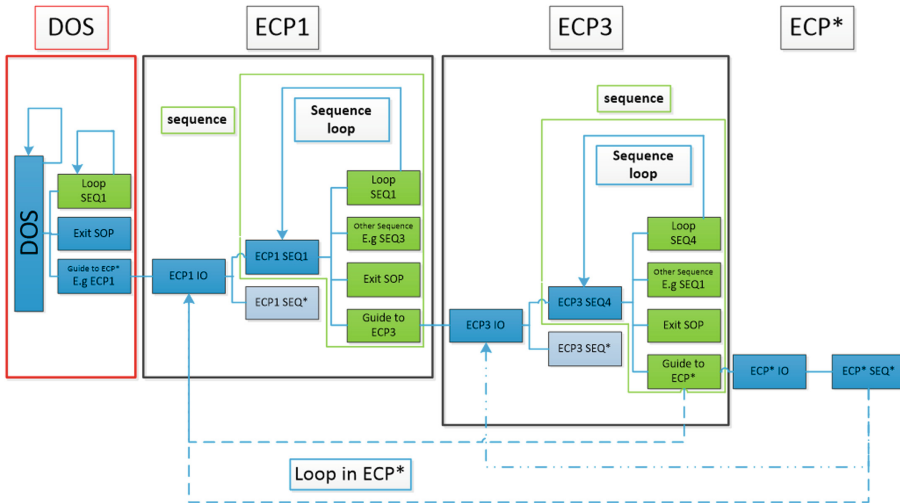 DOS
ECP1
ECP3
ECP*
DOS
Loop
SEQ1
Exit SOP
Guide to ECP*
E.g ECP1
sequence
Sequence
loop
ECP1 IO
ECP1 SEQ1
ECP1 SEQ*
Loop
SEQ1
Other Sequence
E.g SEQ3
Exit SOP
Guide to
ECP3
sequence
Sequence
loop
ECP3 IO
ECP3 SEQ4
ECP3 SEQ*
Loop
SEQ4
Other Sequence
E.g SEQ1
Exit SOP
Guide to
ECP*
ECP* IO
ECP* SEQ*
Loop in ECP*